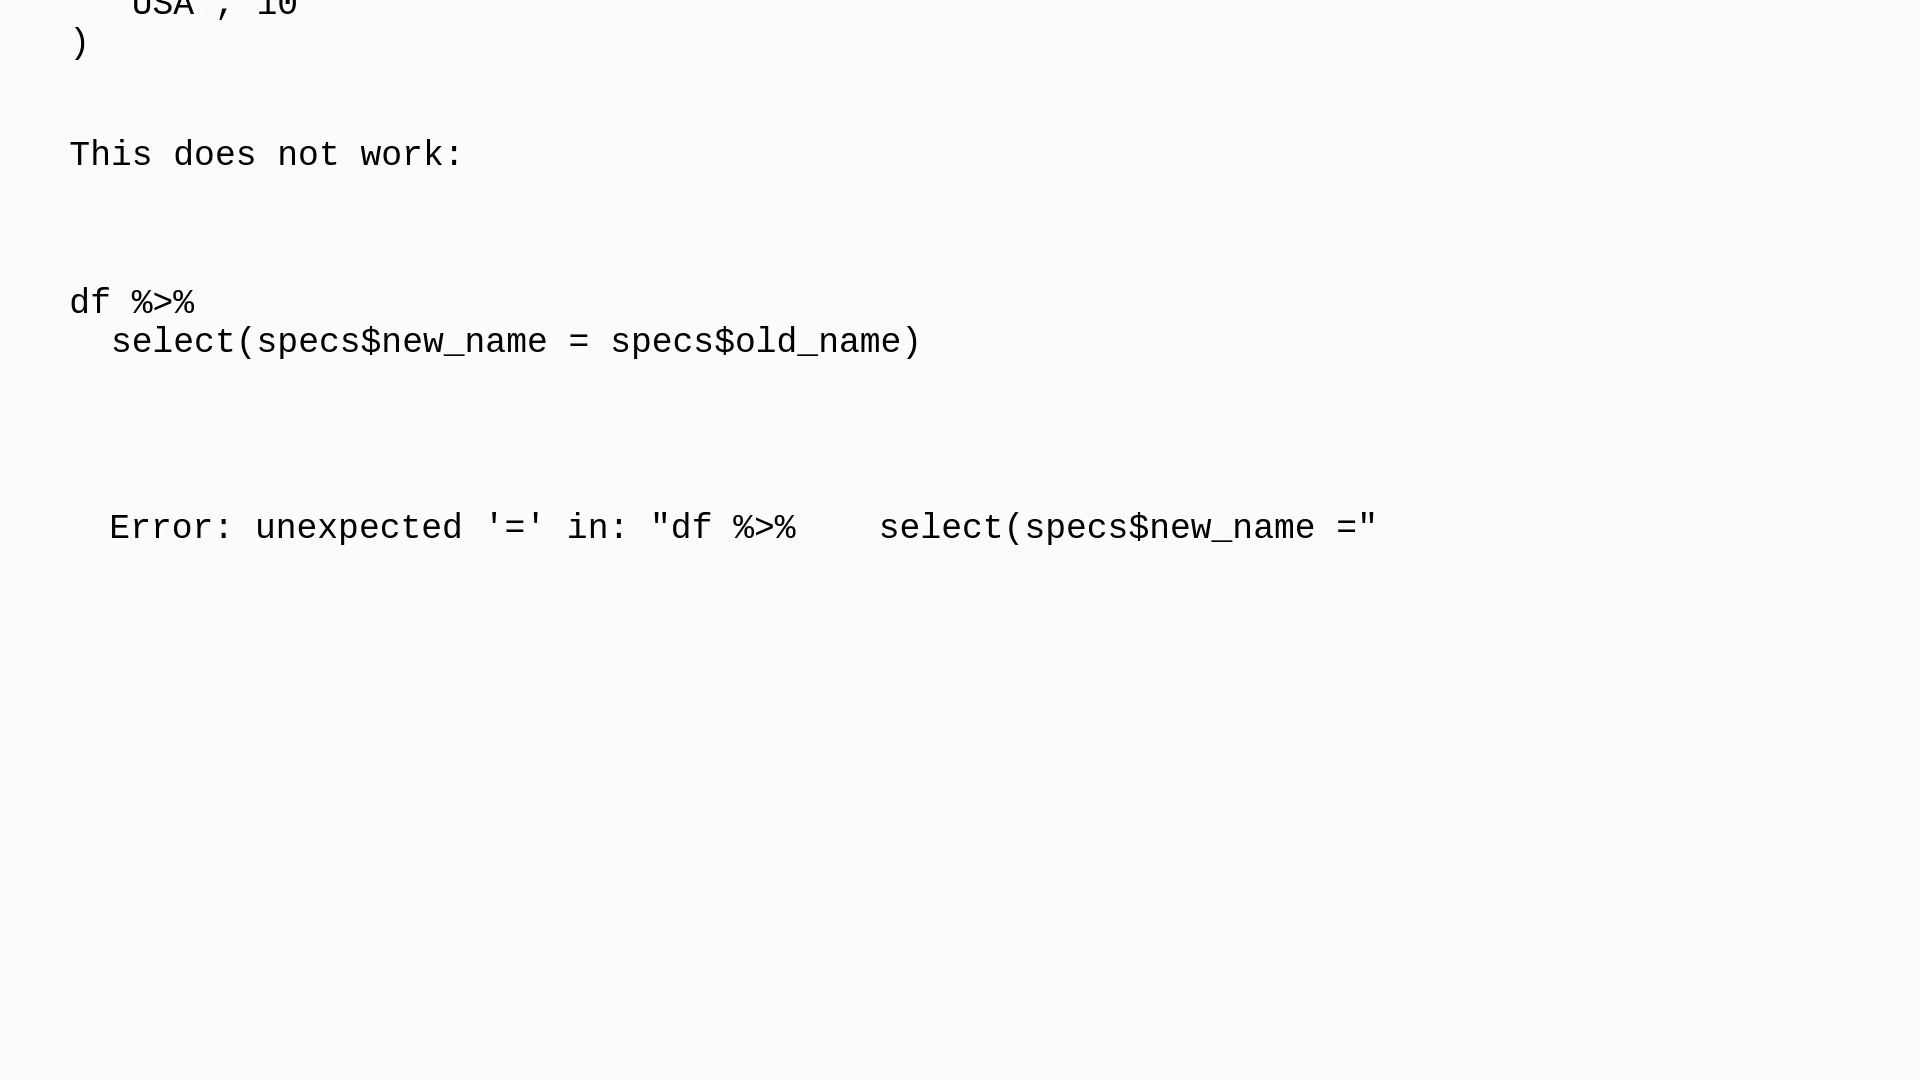 USA , 10
)
This does not work:
df %>%
select(specs$new_name = specs$old_name)
Error: unexpected '=' in: "df %>%    select(specs$new_name ="